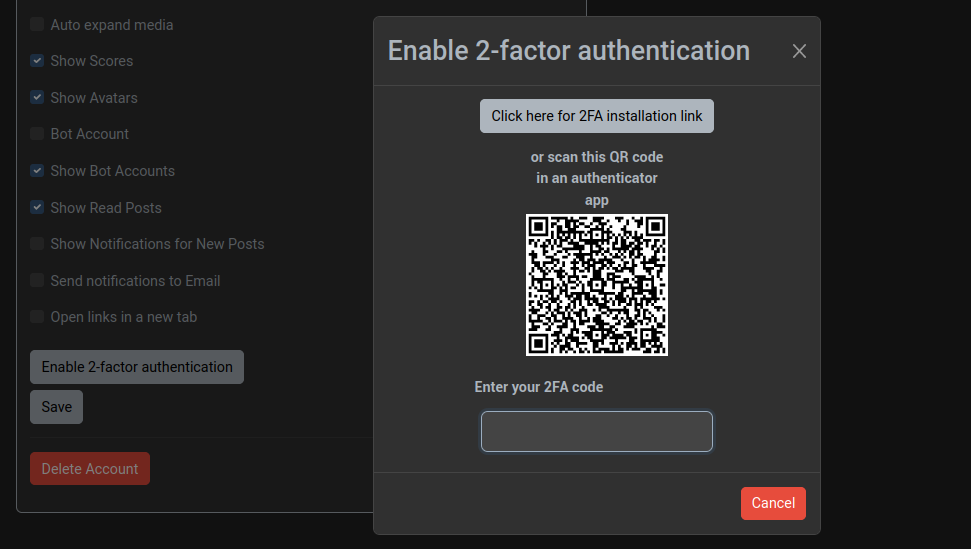 Auto expand media
Show Scores
Show Avatars
Bot Account
Show Bot Accounts
Show Read Posts
Show Notifications for New Posts
Send notifications to Email
Open links in a new tab
Enable 2-factor authentication
Save
Delete Account
Enable 2-factor authentication
Click here for 2FA installation link
or scan this QR code
in an authenticator
app
Enter your 2FA code
Cancel